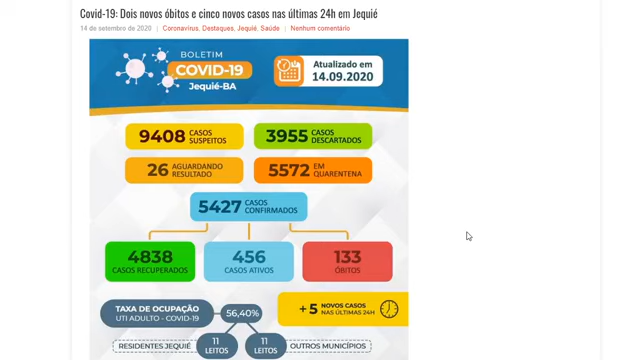 Covid-19: Dois novos óbitos e cinco novos casos nas últimas 24h em Jequié
14 de setembro de 2020 | Coronavírus, Destaques, Jequié, Saúde | Nenhum comentário
BOLETIM
COVID-19
Jequié-BA
Atualizado em
14.09.2020
9408 CASOS SUSPEITOS
3955 CASOS DESCARTADOS
26 AGUARDANDO RESULTADO
5572 EM QUARENTENA
5427 CASOS CONFIRMADOS
4838 CASOS RECUPERADOS
456 CASOS ATIVOS
133 ÓBITOS
TAXA DE OCUPAÇÃO
UTI ADULTO - COVID-19
56,40%
+ 5 NOVOS CASOS NAS ÚLTIMAS 24H
RESIDENTES JEQUIÉ
11 LEITOS
11 LEITOS
OUTROS MUNICÍPIOS